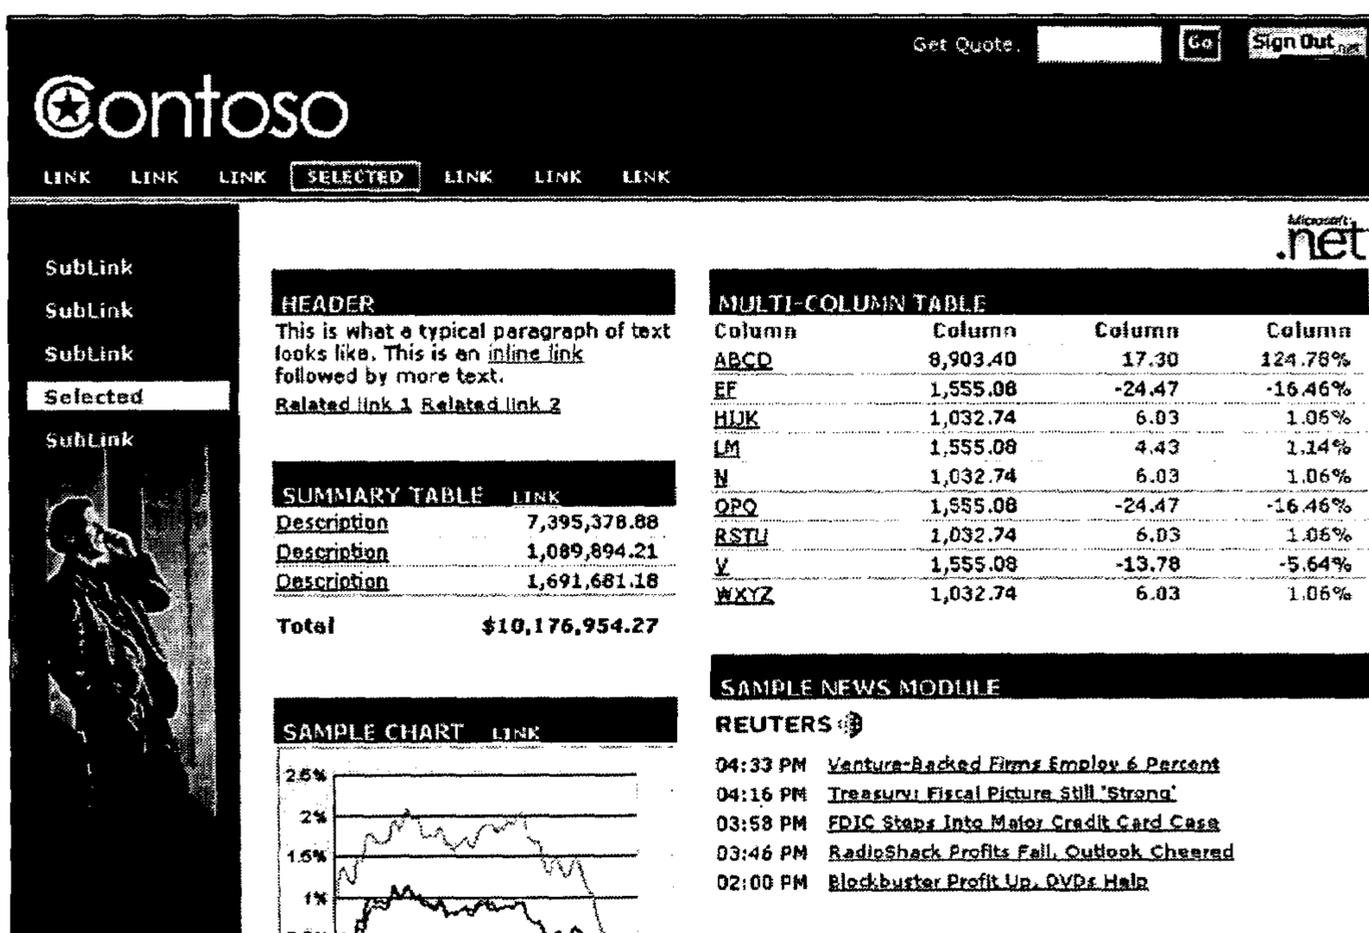 Get Quote.
Go
Sign Out .net
Contoso
LINK LINK LINK SELECTED LINK LINK LINK
Microsoft
.net
SubLink
SubLink
SubLink
Selected
SubLink
HEADER
This is what a typical paragraph of text
looks like. This is an inline link
followed by more text.
Related link 1 Related link 2
SUMMARY TABLE LINK
Description 7,395,378.88
Description 1,089,894.21
Description 1,691,681.18
Total $10,176,954.27
SAMPLE CHART LINK
2.5%
2%
1.5%
1%
MULTI-COLUMN TABLE
Column Column Column Column
ABCD 8,903.40 17.30 124.78%
EF 1,555.08 -24.47 -16.46%
HIJK 1,032.74 6.03 1.06%
LM 1,555.08 4.43 1.14%
N 1,032.74 6.03 1.06%
OPQ 1,555.08 -24.47 -16.46%
RSTU 1,032.74 6.03 1.06%
V 1,555.08 -13.78 -5.64%
WXYZ 1,032.74 6.03 1.06%
SAMPLE NEWS MODULE
REUTERS
04:33 PM Venture-Backed Firms Employ 6 Percent
04:16 PM Treasury: Fiscal Picture Still 'Strong'
03:58 PM FDIC Steps Into Major Credit Card Case
03:46 PM RadioShack Profits Fall, Outlook Cheered
02:00 PM Blockbuster Profit Up, DVDs Help